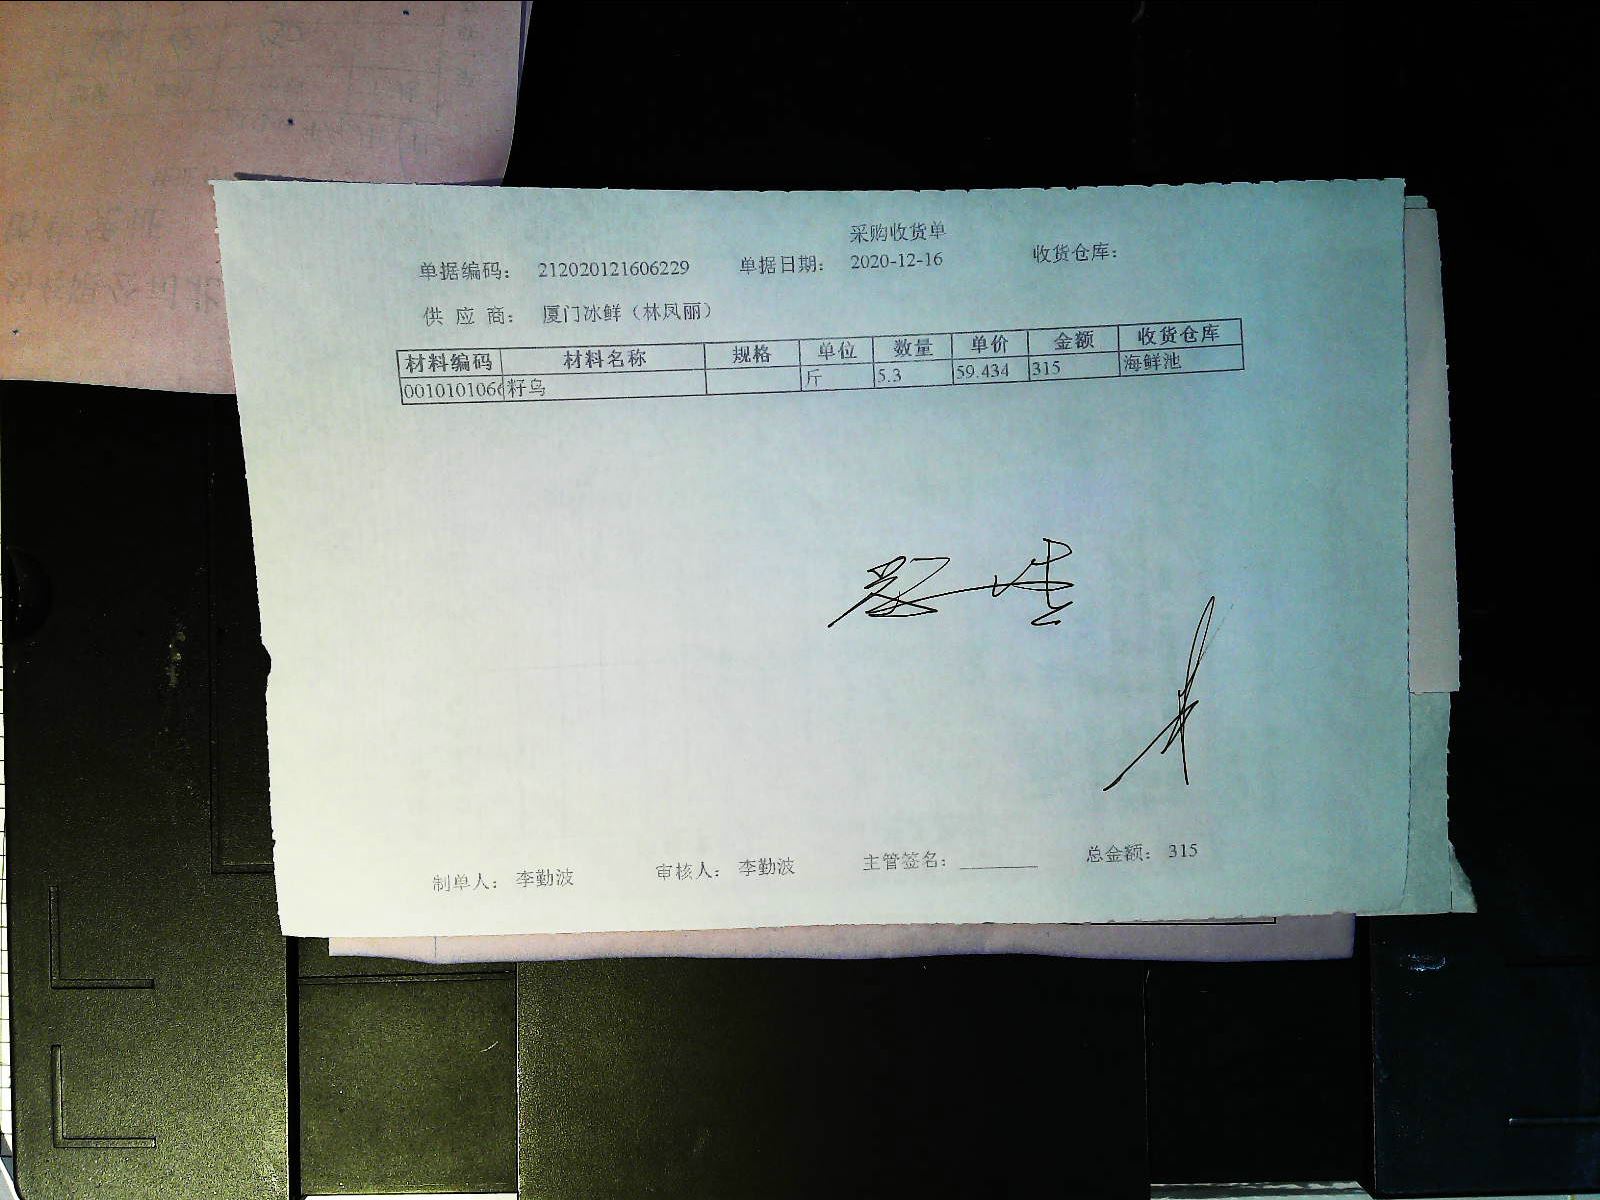 采购收货单
单据编码： 212020121606229 单据日期： 2020-12-16 收货仓库：
供 应 商： 厦门冰鲜（林凤丽）
材料编码 材料名称 规格 单位 数量 单价 金额 收货仓库
0010101066 籽乌 斤 5.3 59.434 315 海鲜池
制单人： 李勤波 审核人： 李勤波 主管签名： ________ 总金额： 315